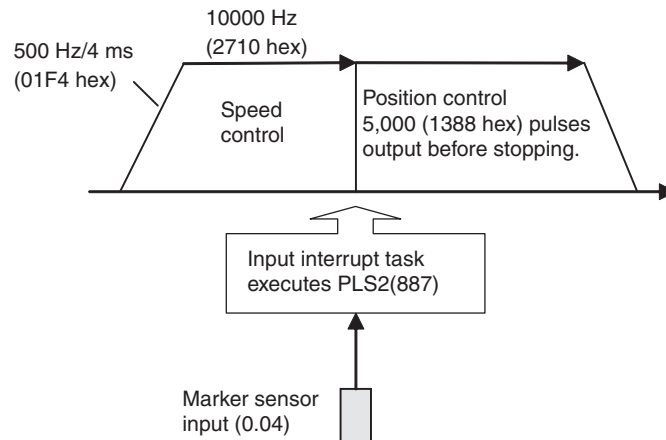 10000 Hz
(2710 hex)
500 Hz/4 ms
(01F4 hex)
Speed
control
Position control
5,000 (1388 hex) pulses
output before stopping.
Input interrupt task
executes PLS2(887)
Marker sensor
input (0.04)